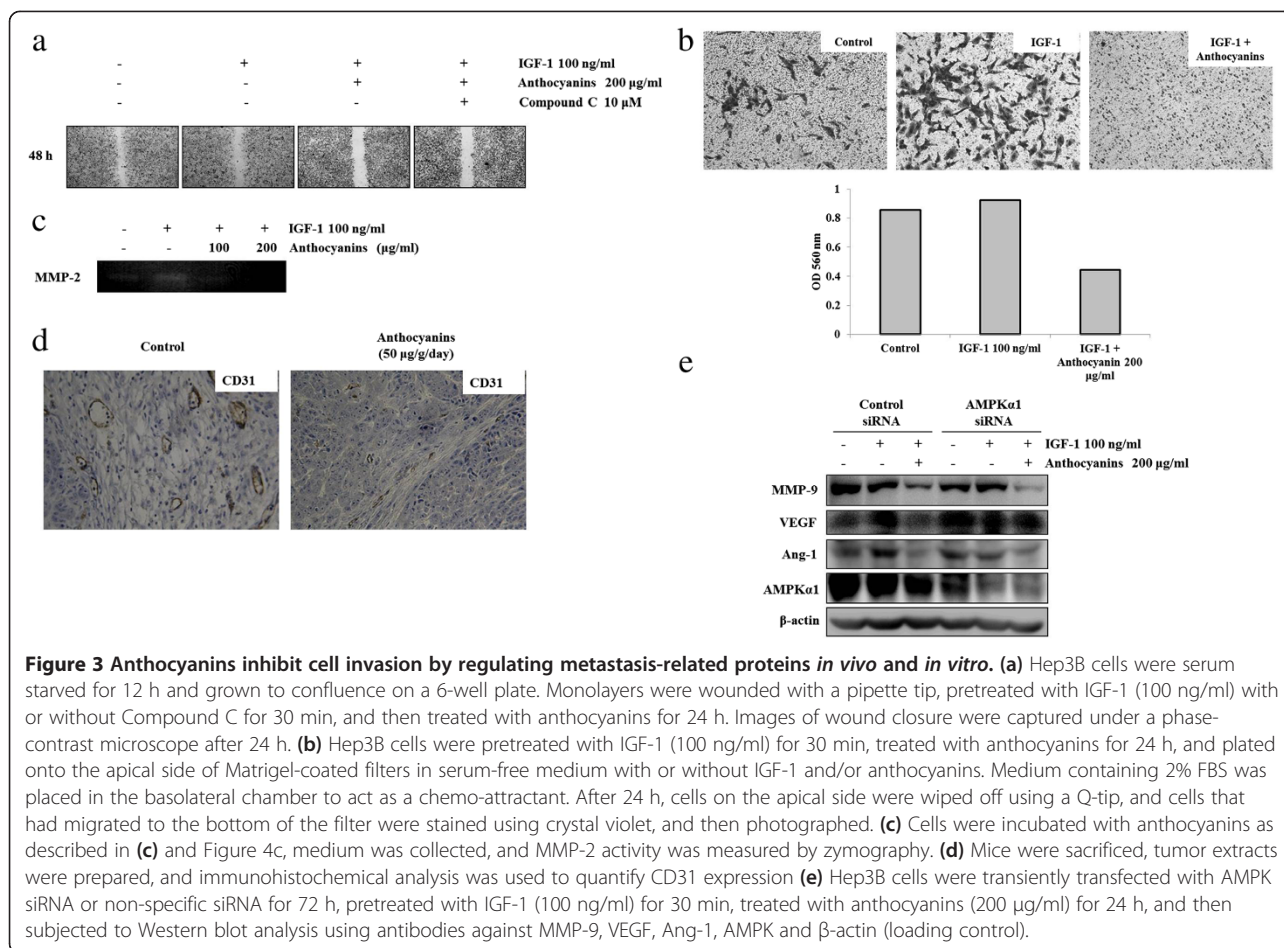 a
- + + + IGF-1 100 ng/ml
- - + + Anthocyanins 200 µg/ml
- - - + Compound C 10 µM
48 h
b
Control
IGF-1
IGF-1 +
Anthocyanins
1
0.8
0.6
0.4
0.2
0
OD 560 nm
Control
IGF-1 100 ng/ml
IGF-1 +
Anthocyanin 200
µg/ml
c
- + + + IGF-1 100 ng/ml
- - 100 200 Anthocyanins (µg/ml)
MMP-2
d
Control
Anthocyanins
(50 µg/g/day)
CD31
CD31
e
Control
siRNA
AMPKα1
siRNA
- + + - + + IGF-1 100 ng/ml
- - + - - + Anthocyanins 200 µg/ml
MMP-9
VEGF
Ang-1
AMPKα1
β-actin
Figure 3 Anthocyanins inhibit cell invasion by regulating metastasis-related proteins in vivo and in vitro. (a) Hep3B cells were serum
starved for 12 h and grown to confluence on a 6-well plate. Monolayers were wounded with a pipette tip, pretreated with IGF-1 (100 ng/ml) with
or without Compound C for 30 min, and then treated with anthocyanins for 24 h. Images of wound closure were captured under a phase-
contrast microscope after 24 h. (b) Hep3B cells were pretreated with IGF-1 (100 ng/ml) for 30 min, treated with anthocyanins for 24 h, and plated
onto the apical side of Matrigel-coated filters in serum-free medium with or without IGF-1 and/or anthocyanins. Medium containing 2% FBS was
placed in the basolateral chamber to act as a chemo-attractant. After 24 h, cells on the apical side were wiped off using a Q-tip, and cells that
had migrated to the bottom of the filter were stained using crystal violet, and then photographed. (c) Cells were incubated with anthocyanins as
described in (c) and Figure 4c, medium was collected, and MMP-2 activity was measured by zymography. (d) Mice were sacrificed, tumor extracts
were prepared, and immunohistochemical analysis was used to quantify CD31 expression (e) Hep3B cells were transiently transfected with AMPK
siRNA or non-specific siRNA for 72 h, pretreated with IGF-1 (100 ng/ml) for 30 min, treated with anthocyanins (200 µg/ml) for 24 h, and then
subjected to Western blot analysis using antibodies against MMP-9, VEGF, Ang-1, AMPK and β-actin (loading control).